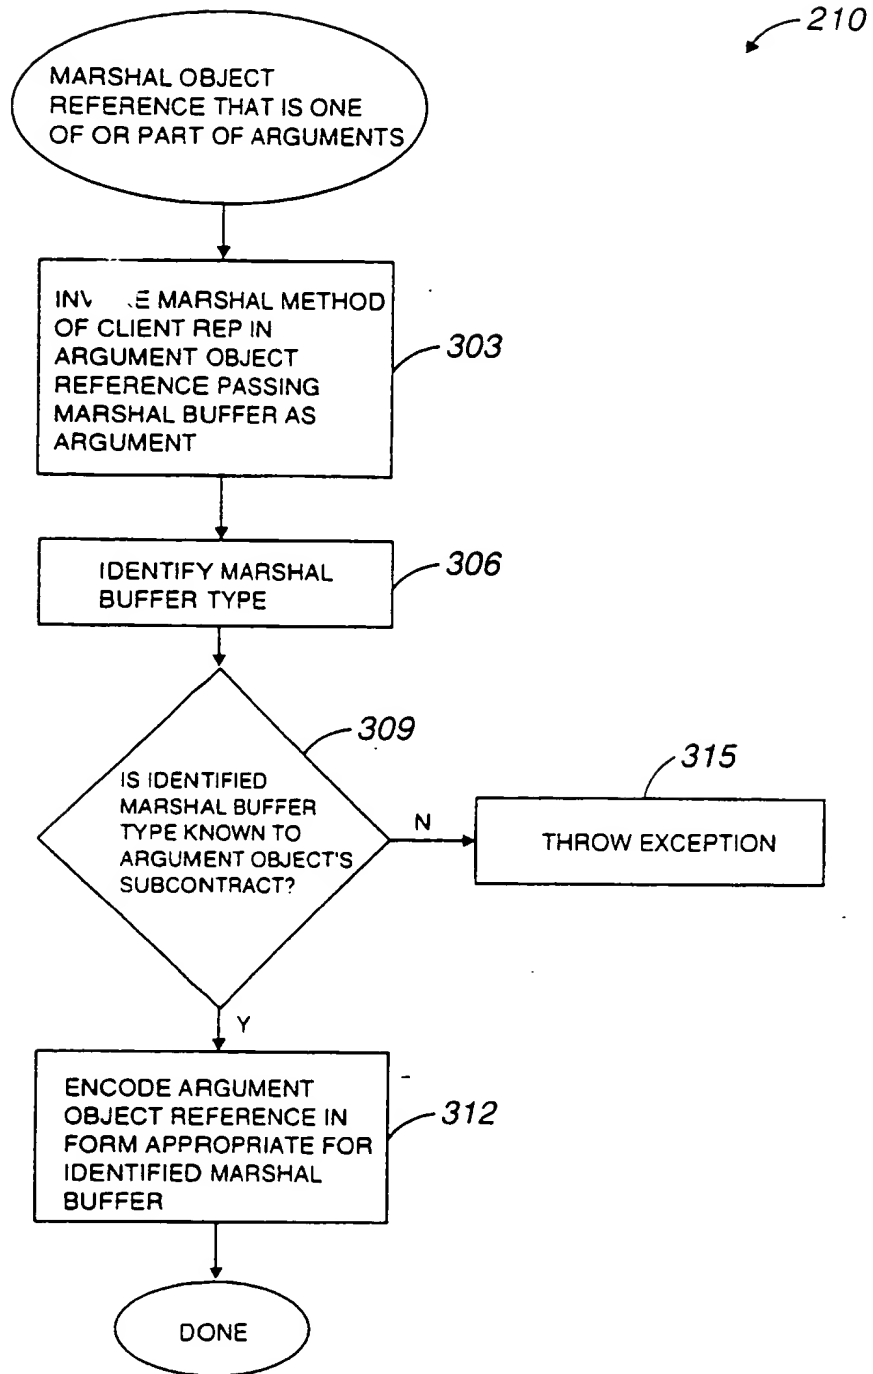 210
MARSHAL OBJECT
REFERENCE THAT IS ONE
OF OR PART OF ARGUMENTS
MARSHAL METHOD
OF CLIENT REP IN
ARGUMENT OBJECT
REFERENCE PASSING
MARSHAL BUFFER AS
ARGUMENT
303
IDENTIFY MARSHAL
BUFFER TYPE
306
309
IS IDENTIFIED
MARSHAL BUFFER
TYPE KNOWN TO
ARGUMENT OBJECT'S
SUBCONTRACT?
N
315
THROW EXCEPTION
Y
ENCODE ARGUMENT
OBJECT REFERENCE IN
FORM APPROPRIATE FOR
IDENTIFIED MARSHAL
BUFFER
312
DONE